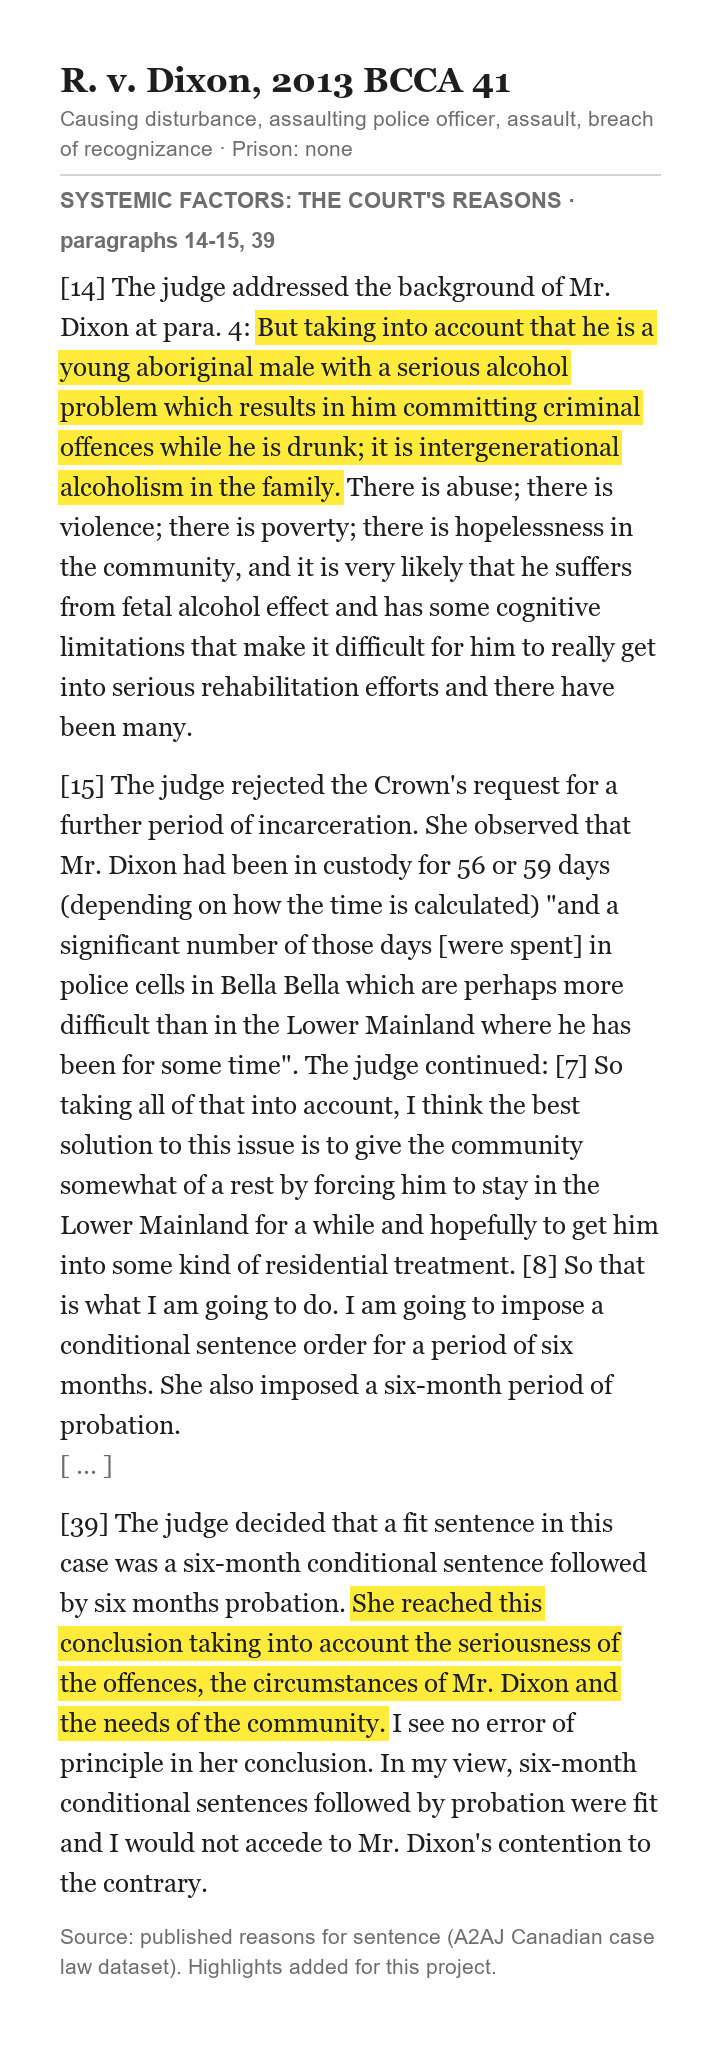 R. v. Dixon, 2013 BCCA 41
Causing disturbance, assaulting police officer, assault, breach
of recognizance · Prison: none
SYSTEMIC FACTORS: THE COURT'S REASONS ·
paragraphs 14-15, 39
[14] The judge addressed the background of Mr.
Dixon at para. 4: But taking into account that he is a
young aboriginal male with a serious alcohol
problem which results in him committing criminal
offences while he is drunk; it is intergenerational
alcoholism in the family. There is abuse; there is
violence; there is poverty; there is hopelessness in
the community, and it is very likely that he suffers
from fetal alcohol effect and has some cognitive
limitations that make it difficult for him to really get
into serious rehabilitation efforts and there have
been many.
[15] The judge rejected the Crown's request for a
further period of incarceration. She observed that
Mr. Dixon had been in custody for 56 or 59 days
(depending on how the time is calculated) "and a
significant number of those days [were spent] in
police cells in Bella Bella which are perhaps more
difficult than in the Lower Mainland where he has
been for some time". The judge continued: [7] So
taking all of that into account, I think the best
solution to this issue is to give the community
somewhat of a rest by forcing him to stay in the
Lower Mainland for a while and hopefully to get him
into some kind of residential treatment. [8] So that
is what I am going to do. I am going to impose a
conditional sentence order for a period of six
months. She also imposed a six-month period of
probation.
[ ... ]
[39] The judge decided that a fit sentence in this
case was a six-month conditional sentence followed
by six months probation. She reached this
conclusion taking into account the seriousness of
the offences, the circumstances of Mr. Dixon and
the needs of the community. I see no error of
principle in her conclusion. In my view, six-month
conditional sentences followed by probation were fit
and I would not accede to Mr. Dixon's contention to
the contrary.
Source: published reasons for sentence (A2AJ Canadian case
law dataset). Highlights added for this project.